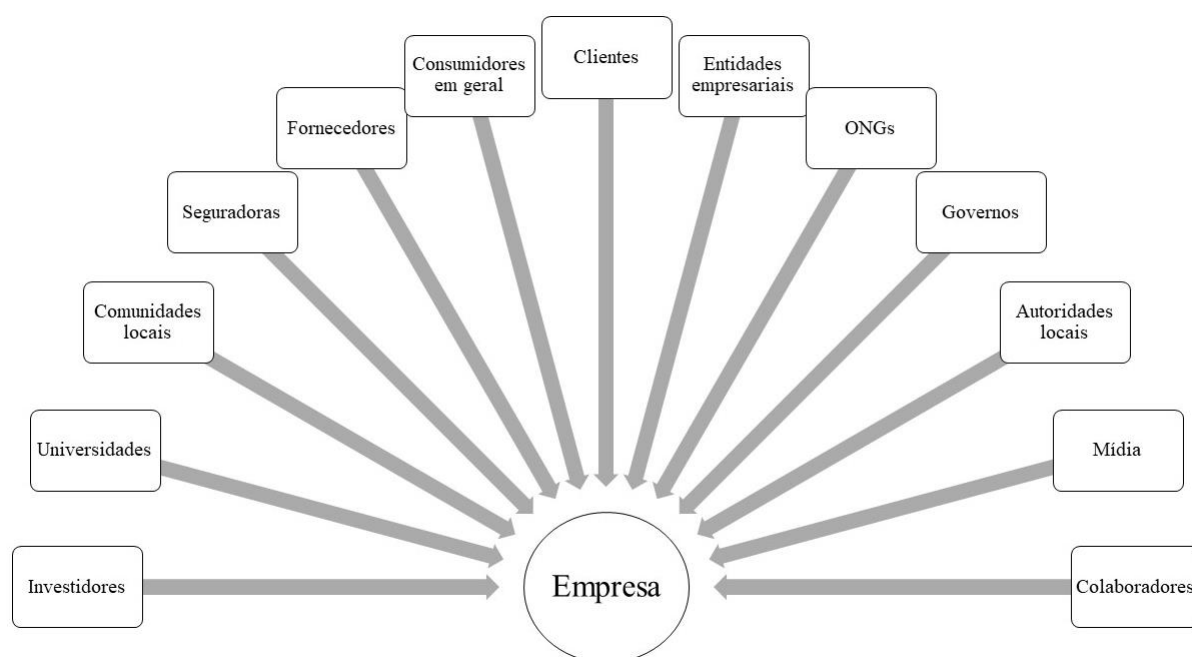 Clientes
Consumidores
em geral
Entidades
empresariais
Fornecedores
ONGs
Seguradoras
Governos
Comunidades
locais
Autoridades
locais
Universidades
Mídia
Investidores
Empresa
Colaboradores